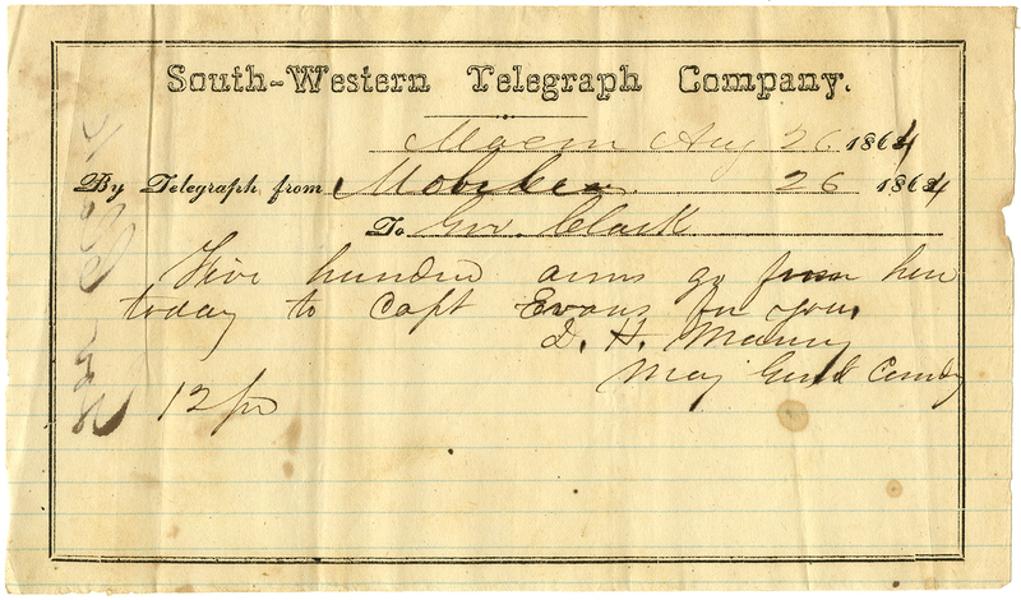 South-Western Telegraph Company.
Macon Aug 26 1864
By Telegraph from Mobile 26 1864
To Gov. Clark
Five hundred arms go from here
today to Capt Evans for you.
D. H. Maury
Maj Genl Comdg
12/pd